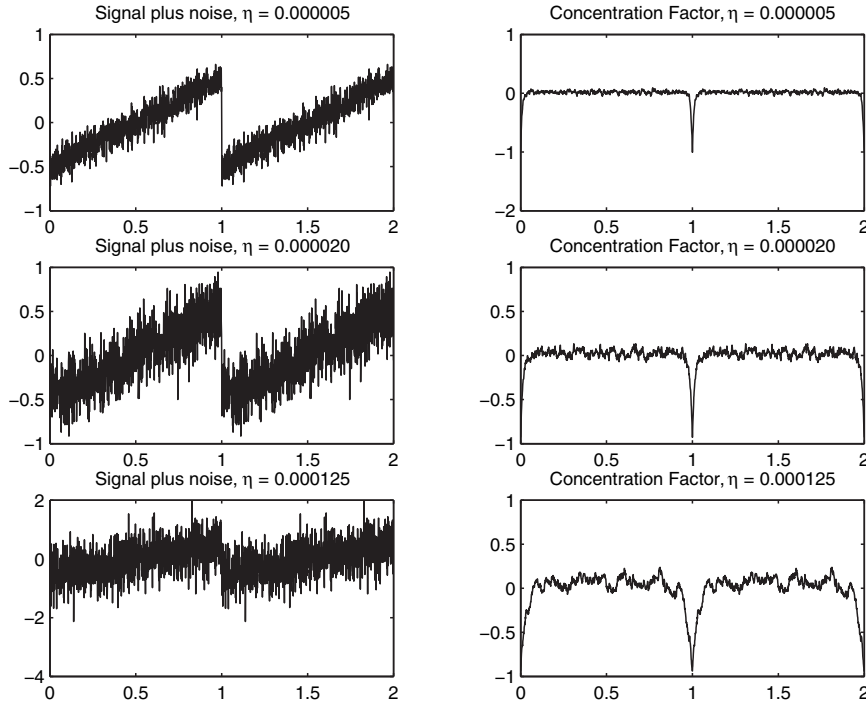 Signal plus noise, η = 0.000005
1
0.5
0
−0.5
−1
0 0.5 1 1.5 2
Concentration Factor, η = 0.000005
1
0
−1
−2
0 0.5 1 1.5 2
Signal plus noise, η = 0.000020
1
0.5
0
−0.5
−1
0 0.5 1 1.5 2
Concentration Factor, η = 0.000020
1
0.5
0
−0.5
−1
0 0.5 1 1.5 2
Signal plus noise, η = 0.000125
2
0
−2
−4
0 0.5 1 1.5 2
Concentration Factor, η = 0.000125
1
0.5
0
−0.5
−1
0 0.5 1 1.5 2